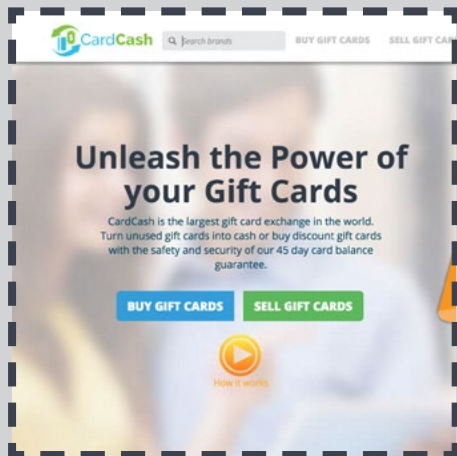 CardCash Search brands BUY GIFT CARDS SELL GIFT CAR
Unleash the Power of
your Gift Cards
CardCash is the largest gift card exchange in the world.
Turn unused gift cards into cash or buy discount gift cards
with the safety and security of our 45 day card balance
guarantee.
BUY GIFT CARDS SELL GIFT CARDS
How it works